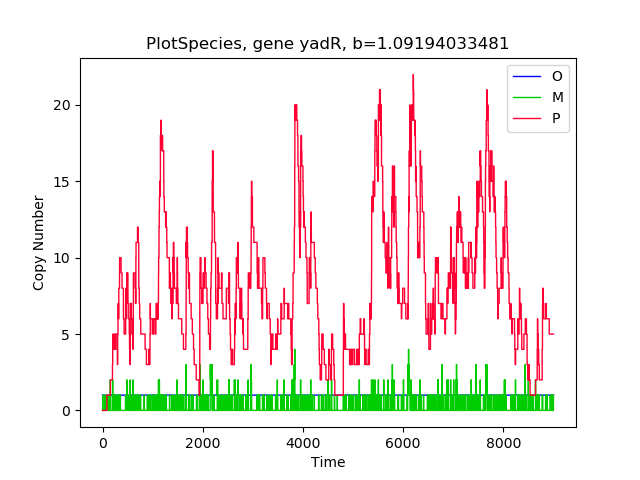 PlotSpecies, gene yadR, b=1.09194033481
O
M
P
20
15
10
5
0
Copy Number
0 2000 4000 6000 8000
Time